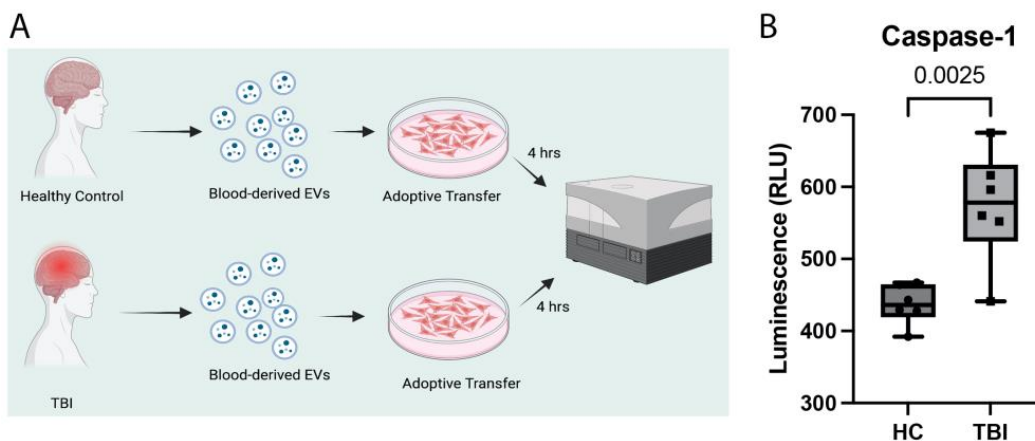 A
Healthy Control
Blood-derived EVs
Adoptive Transfer
4 hrs
TBI
Blood-derived EVs
Adoptive Transfer
4 hrs
B
Caspase-1
0.0025
Luminescence (RLU)
700
600
500
400
300
HC TBI